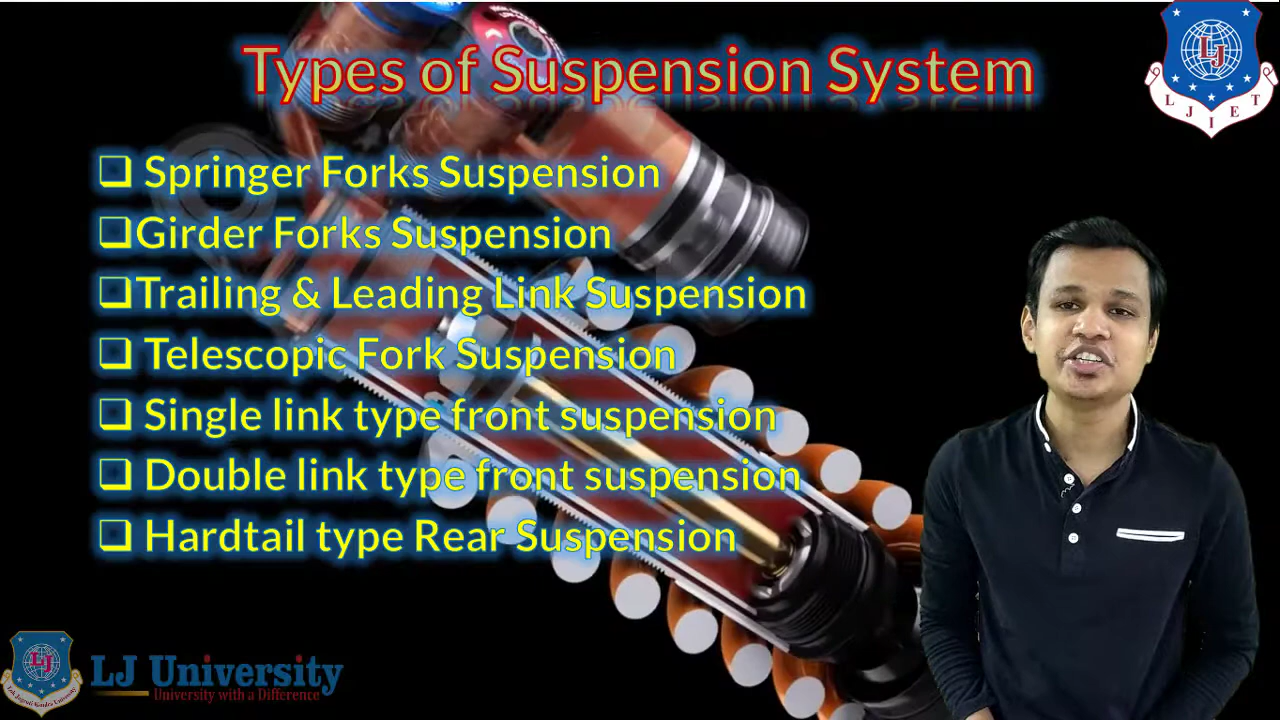 Types of Suspension System
L J I E T
Springer Forks Suspension
Girder Forks Suspension
Trailing & Leading Link Suspension
Telescopic Fork Suspension
Single link type front suspension
Double link type front suspension
Hardtail type Rear Suspension
LJ University
University with a Difference